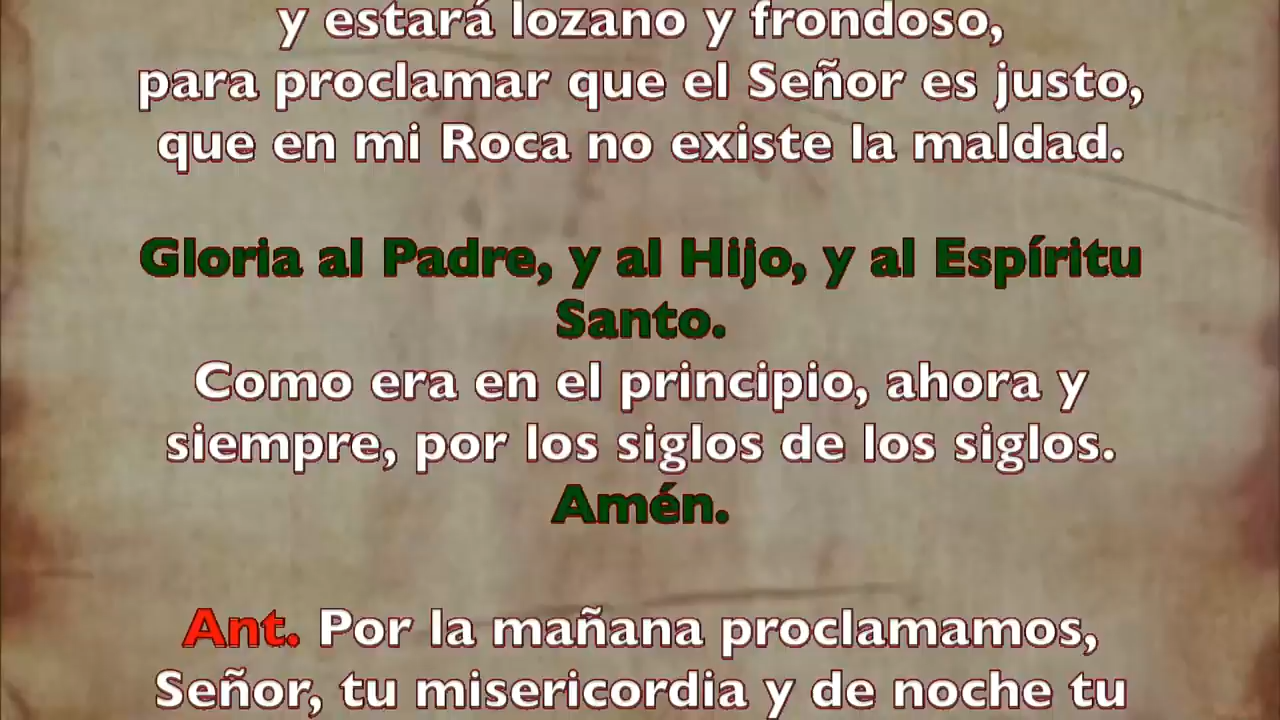 y estará lozano y frondoso,
para proclamar que el Señor es justo,
que en mi Roca no existe la maldad.
Gloria al Padre, y al Hijo, y al Espíritu
Santo.
Como era en el principio, ahora y
siempre, por los siglos de los siglos.
Amén.
Ant. Por la mañana proclamamos,
Señor, tu misericordia y de noche tu